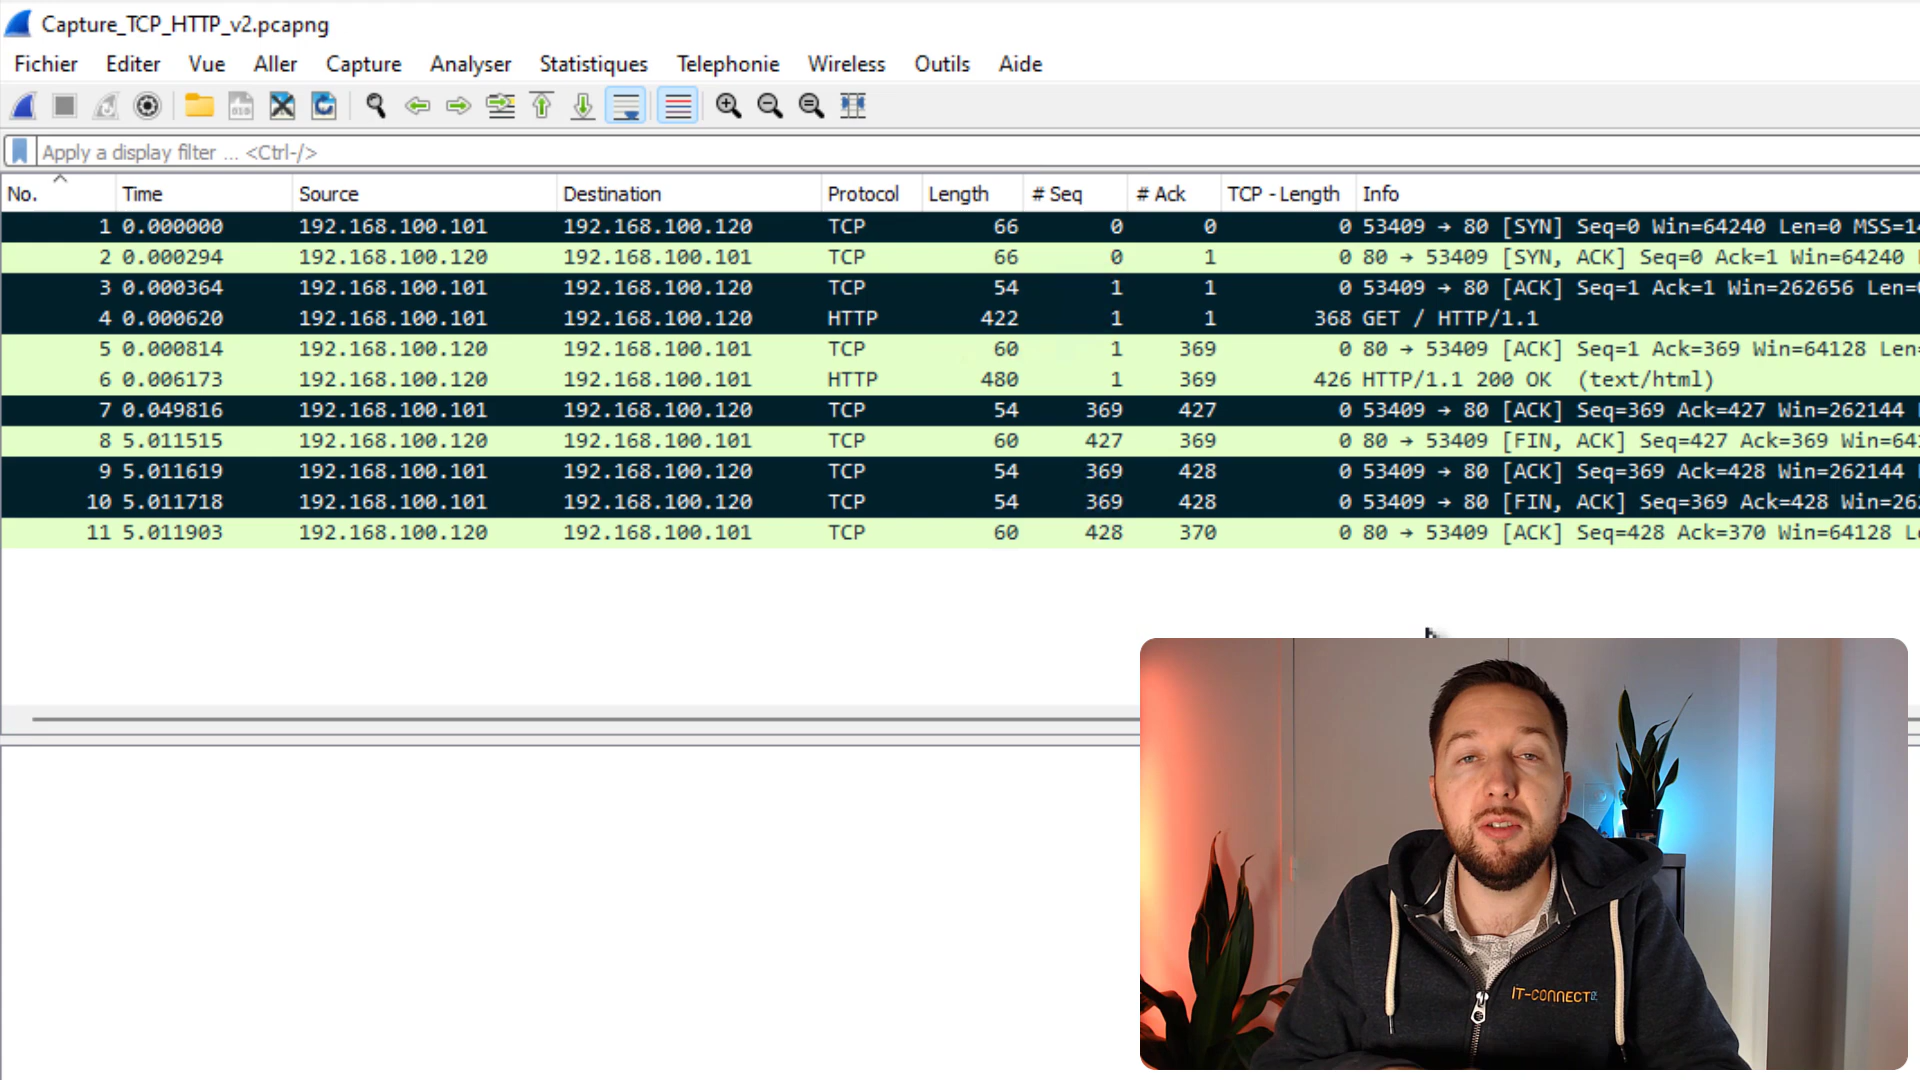 Capture_TCP_HTTP_v2.pcapng
Fichier Editer Vue Aller Capture Analyser Statistiques Telephonie Wireless Outils Aide
Apply a display filter ... <Ctrl-/>
No. Time Source Destination Protocol Length # Seq # Ack TCP - Length Info
1 0.000000 192.168.100.101 192.168.100.120 TCP 66 0 0 0 53409 → 80 [SYN] Seq=0 Win=64240 Len=0 MSS=14
2 0.000294 192.168.100.120 192.168.100.101 TCP 66 0 1 0 80 → 53409 [SYN, ACK] Seq=0 Ack=1 Win=64240
3 0.000364 192.168.100.101 192.168.100.120 TCP 54 1 1 0 53409 → 80 [ACK] Seq=1 Ack=1 Win=262656 Len=0
4 0.000620 192.168.100.101 192.168.100.120 HTTP 422 1 1 368 GET / HTTP/1.1
5 0.000814 192.168.100.120 192.168.100.101 TCP 60 1 369 0 80 → 53409 [ACK] Seq=1 Ack=369 Win=64128 Len=
6 0.006173 192.168.100.120 192.168.100.101 HTTP 480 1 369 426 HTTP/1.1 200 OK (text/html)
7 0.049816 192.168.100.101 192.168.100.120 TCP 54 369 427 0 53409 → 80 [ACK] Seq=369 Ack=427 Win=262144
8 5.011515 192.168.100.120 192.168.100.101 TCP 60 427 369 0 80 → 53409 [FIN, ACK] Seq=427 Ack=369 Win=641
9 5.011619 192.168.100.101 192.168.100.120 TCP 54 369 428 0 53409 → 80 [ACK] Seq=369 Ack=428 Win=262144
10 5.011718 192.168.100.101 192.168.100.120 TCP 54 369 428 0 53409 → 80 [FIN, ACK] Seq=369 Ack=428 Win=262
11 5.011903 192.168.100.120 192.168.100.101 TCP 60 428 370 0 80 → 53409 [ACK] Seq=428 Ack=370 Win=64128
IT-CONNECT